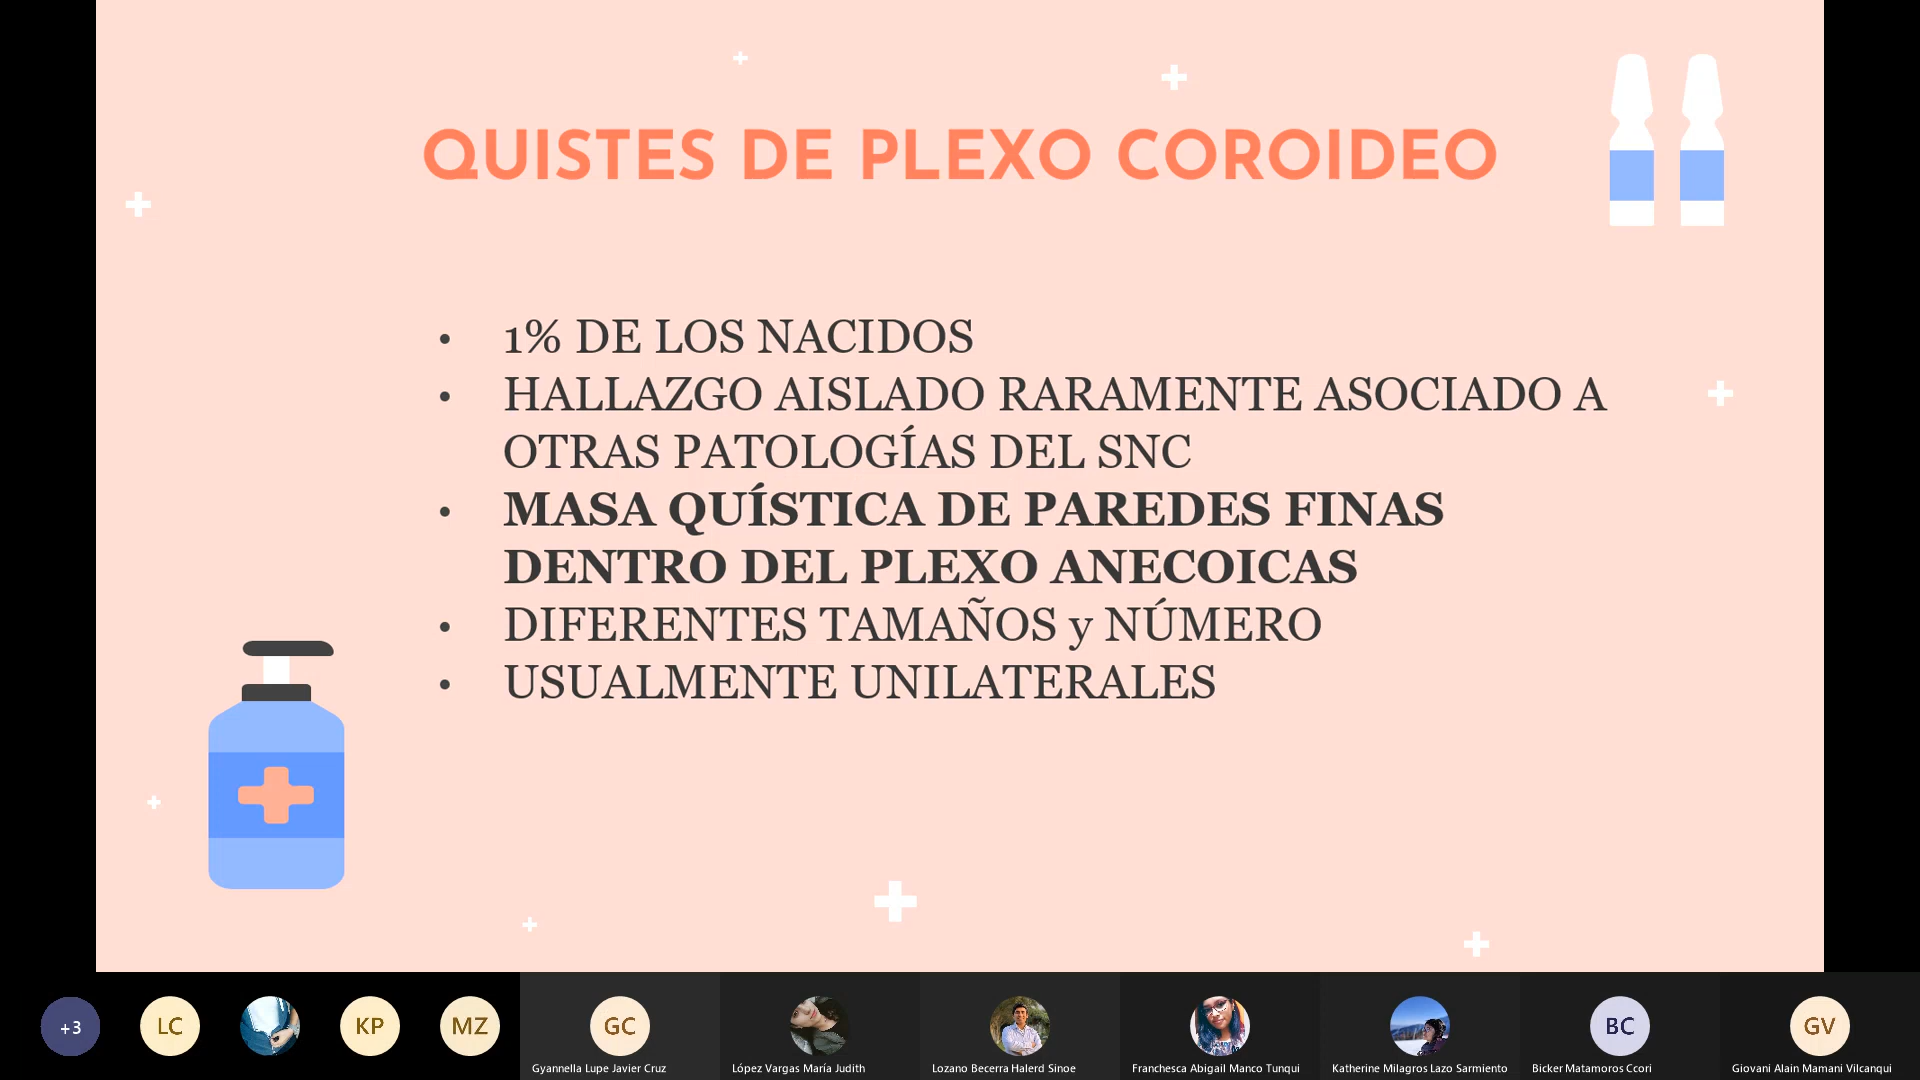 QUISTES DE PLEXO COROIDEO
• 1% DE LOS NACIDOS
• HALLAZGO AISLADO RARAMENTE ASOCIADO A
OTRAS PATOLOGÍAS DEL SNC
• MASA QUÍSTICA DE PAREDES FINAS
DENTRO DEL PLEXO ANECOICAS
• DIFERENTES TAMAÑOS y NÚMERO
• USUALMENTE UNILATERALES
+3
LC
KP
MZ
GC
BC
GV
Gyannella Lupe Javier Cruz
López Vargas María Judith
Lozano Becerra Halerd Sinoe
Franchesca Abigail Manco Tunqui
Katherine Milagros Lazo Sarmiento
Bicker Matamoros Ccori
Giovani Alain Mamani Vilcanqui